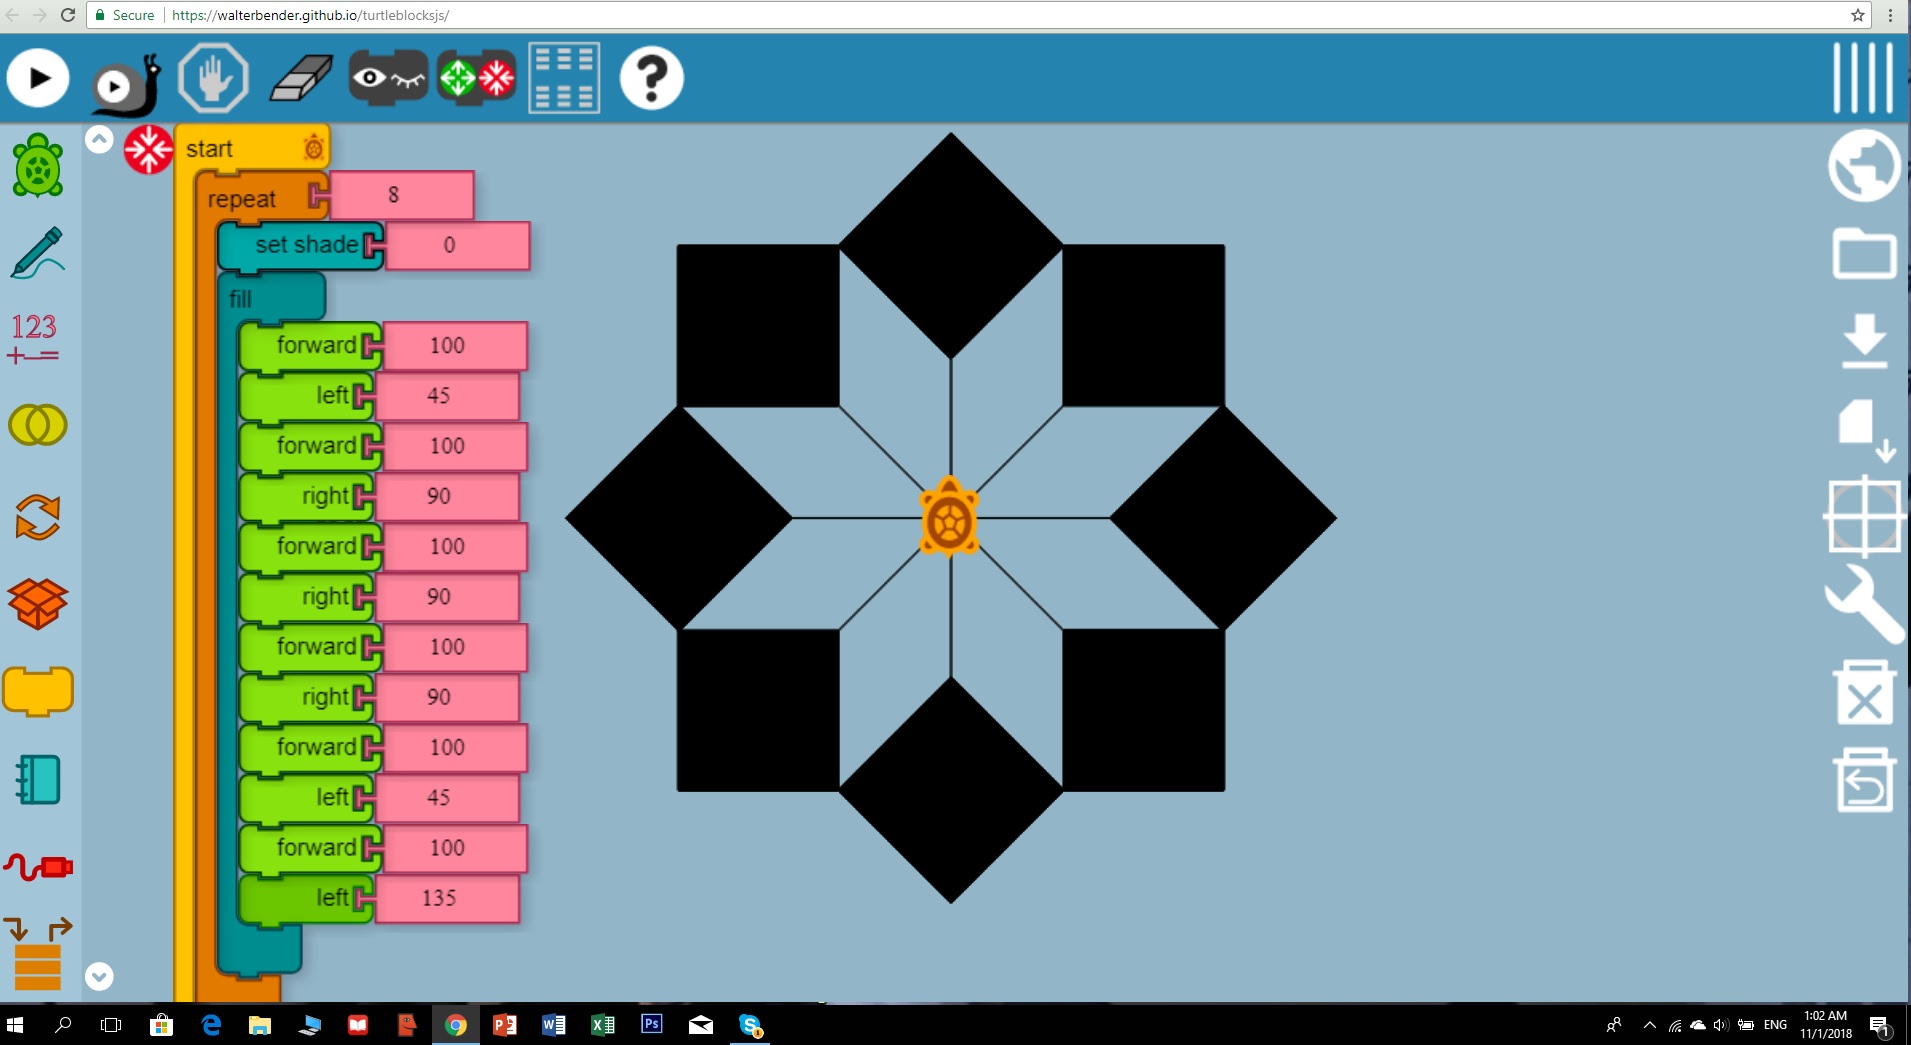 Secure https://walterbender.github.io/turtleblocksjs/
?
start
repeat 8
set shade 0
fill
123
+-=
forward 100
left 45
forward 100
right 90
forward 100
right 90
forward 100
right 90
forward 100
left 45
forward 100
left 135
P W X Ps S ENG
1:02 AM
11/1/2018
1